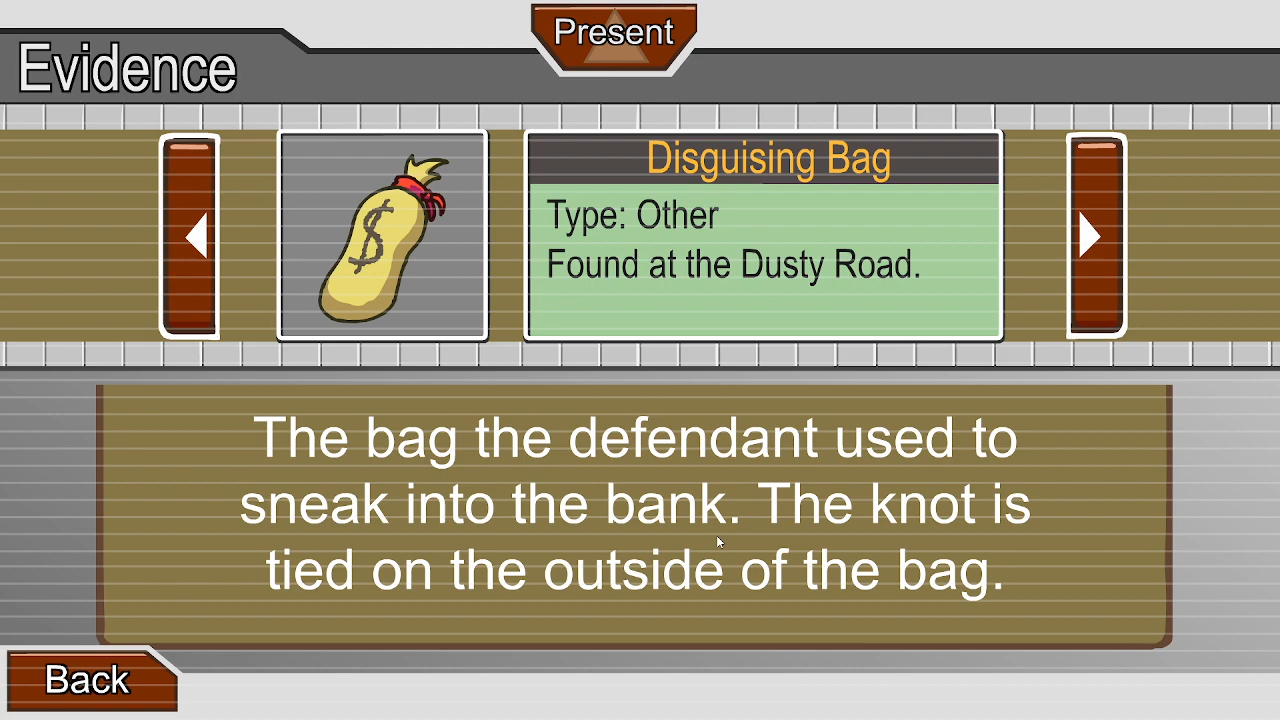 Present
Evidence
Disguising Bag
Type: Other
Found at the Dusty Road.
$
The bag the defendant used to
sneak into the bank. The knot is
tied on the outside of the bag.
Back